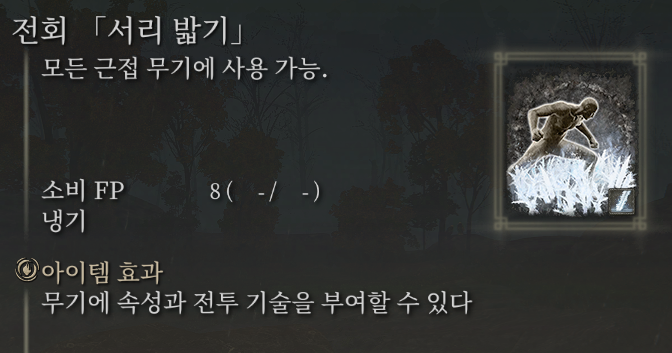 전회 「서리 밟기」
모든 근접 무기에 사용 가능.
소비 FP 8 ( - / - )
냉기
아이템 효과
무기에 속성과 전투 기술을 부여할 수 있다